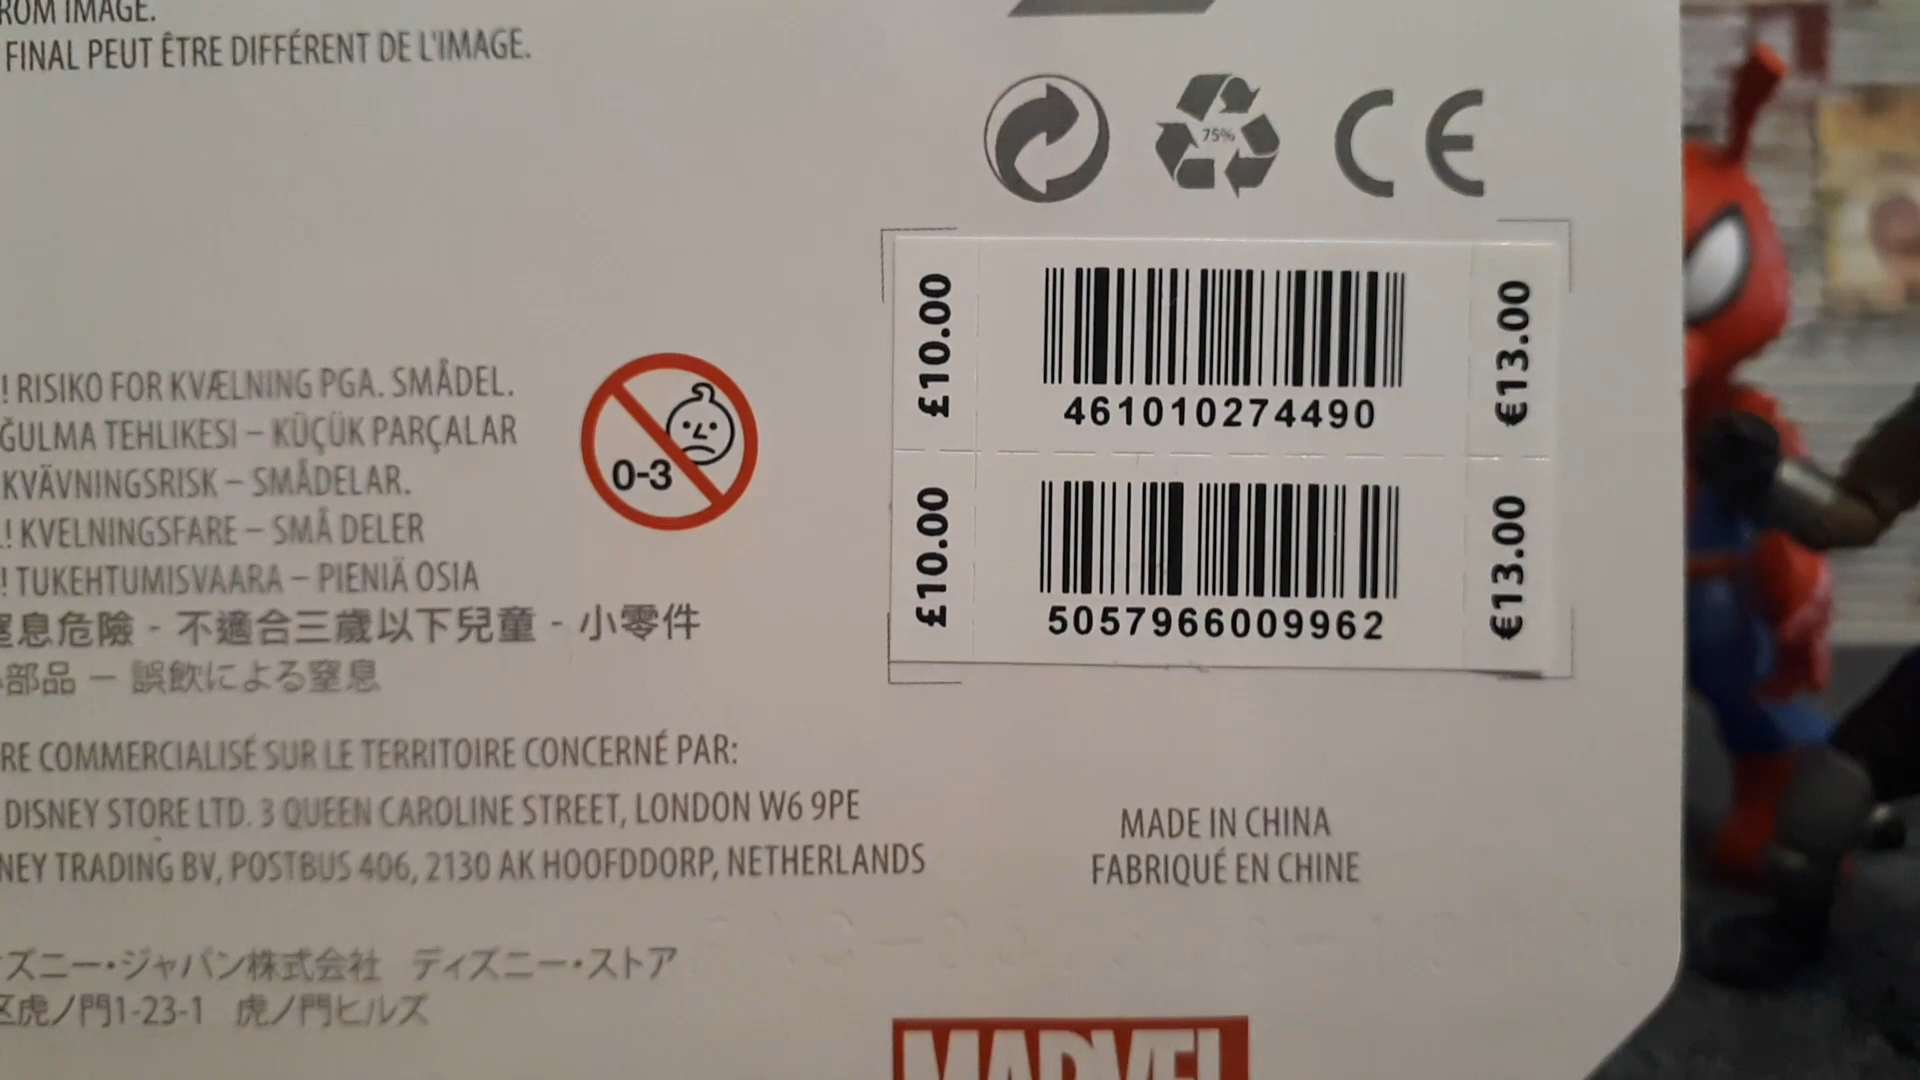 ROM IMAGE.
FINAL PEUT ÊTRE DIFFÉRENT DE L'IMAGE.
75%
CE
£10.00
461010274490
€13.00
! RISIKO FOR KVÆLNING PGA. SMÅDEL.
ĞULMA TEHLIKESI – KÜÇÜK PARÇALAR
KVÄVNINGSRISK – SMÅDELAR.
! KVELNINGSFARE – SMÅ DELER
! TUKEHTUMISVAARA – PIENIÄ OSIA
0-3
£10.00
5057966009962
€13.00
窒息危險 - 不適合三歲以下兒童 - 小零件
部品 ー 誤飲による窒息
RE COMMERCIALISÉ SUR LE TERRITOIRE CONCERNÉ PAR:
DISNEY STORE LTD. 3 QUEEN CAROLINE STREET, LONDON W6 9PE
NEY TRADING BV, POSTBUS 406, 2130 AK HOOFDDORP, NETHERLANDS
MADE IN CHINA
FABRIQUÉ EN CHINE
ズニー・ジャパン株式会社 ディズニー・ストア
区虎ノ門1-23-1 虎ノ門ヒルズ
MARVEL